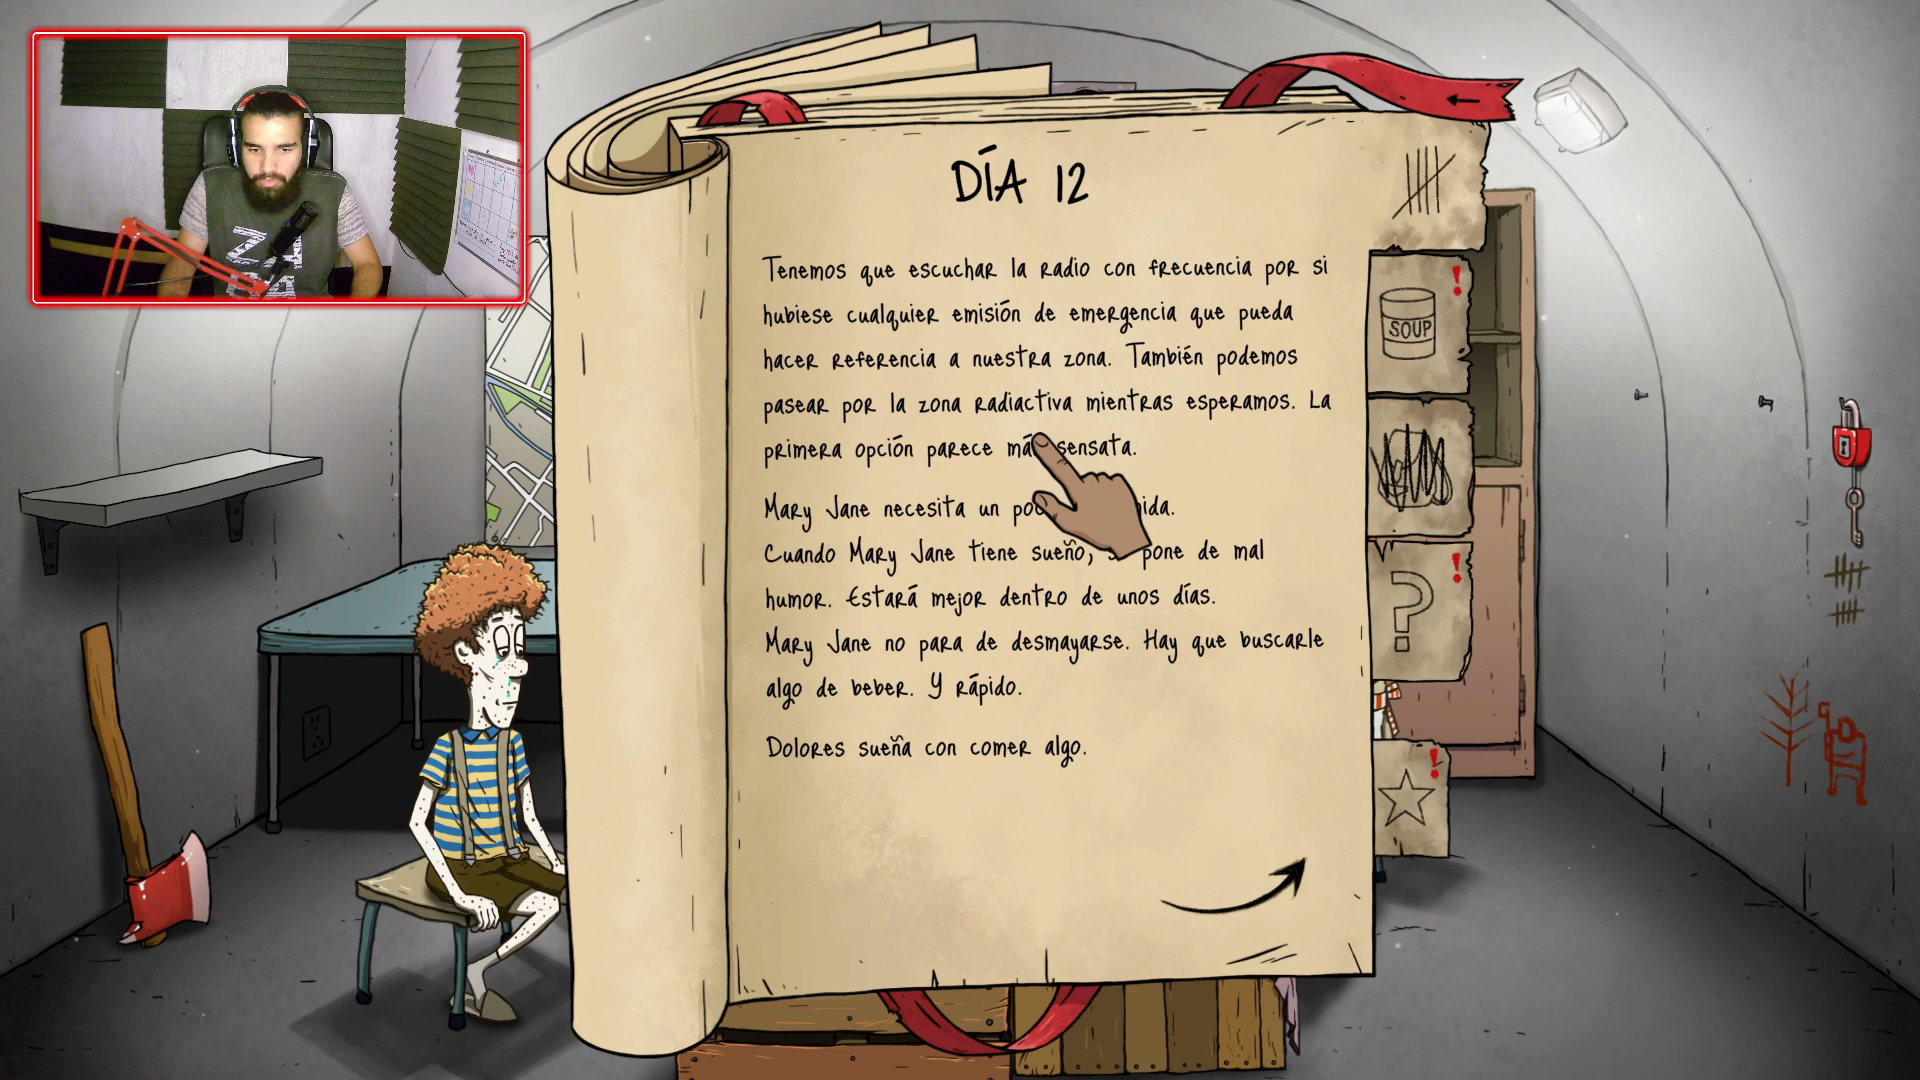 DÍA 12
Tenemos que escuchar la radio con frecuencia por si
hubiese cualquier emisión de emergencia que pueda
hacer referencia a nuestra zona. También podemos
pasear por la zona radiactiva mientras esperamos. La
primera opción parece má sensata.
Mary Jane necesita un
Cuando Mary Jane tiene sueño, pone de mal
humor. Estará mejor dentro de unos días.
Mary Jane no para de desmayarse. Hay que buscarle
algo de beber. Y rápido.
Dolores sueña con comer algo.
!
SOUP
?
!
!